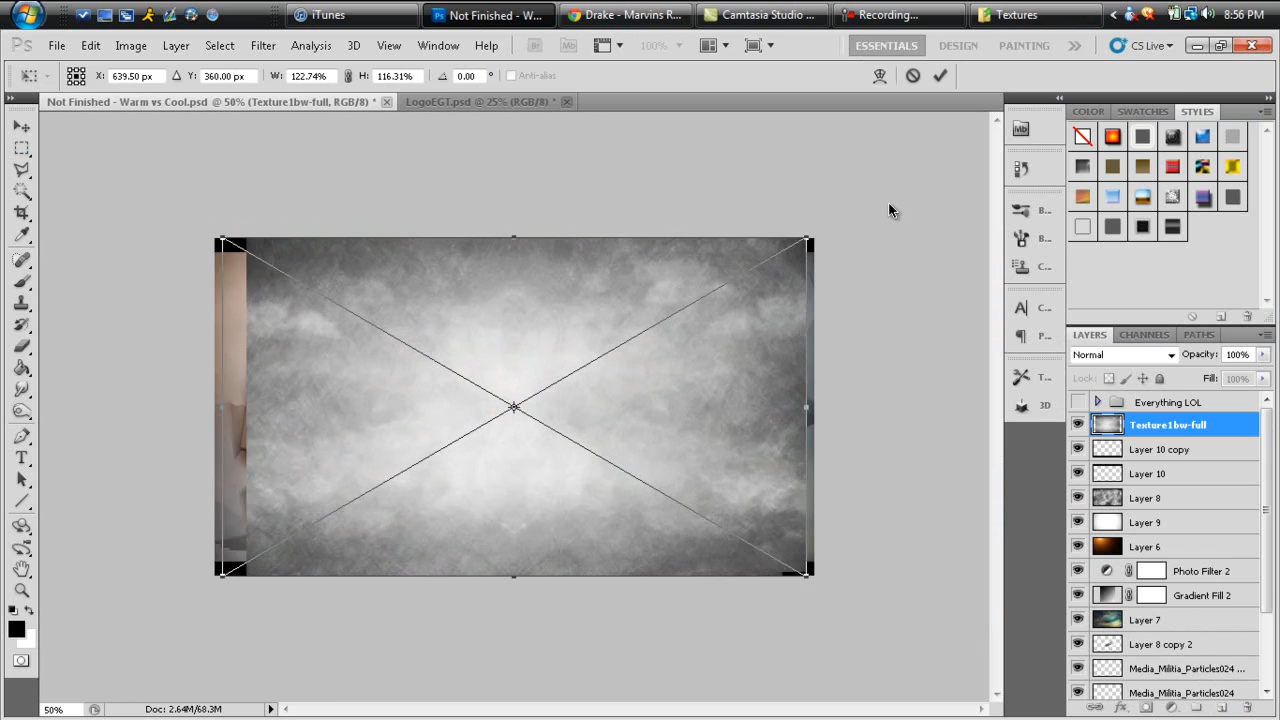 iTunes
Ps Not Finished - W...
Drake - Marvins R...
Camtasia Studio ...
Recording...
Textures
8:56 PM
Ps File Edit Image Layer Select Filter Analysis 3D View Window Help
Br Mb 100%
ESSENTIALS DESIGN PAINTING
CS Live
X: 639.50 px Y: 360.00 px W: 122.74% H: 116.31% 0.00 ° Anti-alias
Not Finished - Warm vs Cool.psd @ 50% (Texture1bw-full, RGB/8) *
LogoEGT.psd @ 25% (RGB/8) *
COLOR SWATCHES STYLES
Mb
B...
B...
C...
A C...
P...
T...
3D
LAYERS CHANNELS PATHS
Normal Opacity: 100%
Lock: Fill: 100%
Everything LOL
Texture1bw-full
Layer 10 copy
Layer 10
Layer 8
Layer 9
Layer 6
Photo Filter 2
Gradient Fill 2
Layer 7
Layer 8 copy 2
Media_Militia_Particles024 ...
Media_Militia_Particles024
50% Doc: 2.64M/68.3M